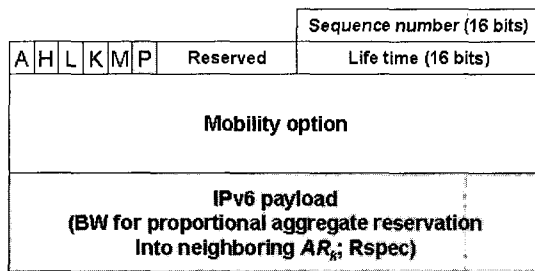 Sequence number (16 bits)
A H L K M P Reserved Life time (16 bits)
Mobility option
IPv6 payload
(BW for proportional aggregate reservation
into neighboring ARk; Rspec)